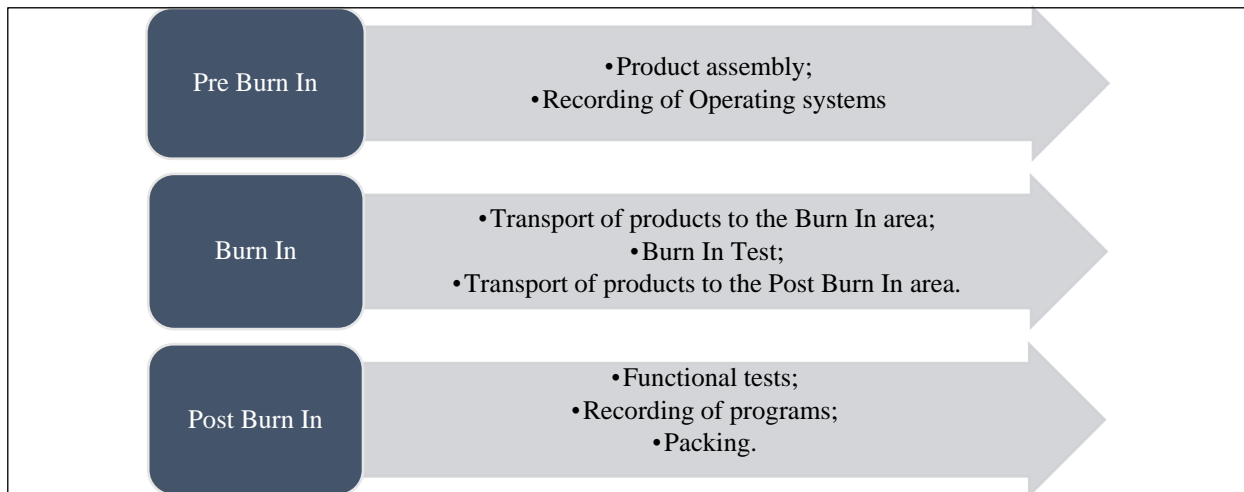 Pre Burn In
•Product assembly;
•Recording of Operating systems
Burn In
•Transport of products to the Burn In area;
•Burn In Test;
•Transport of products to the Post Burn In area.
Post Burn In
•Functional tests;
•Recording of programs;
•Packing.